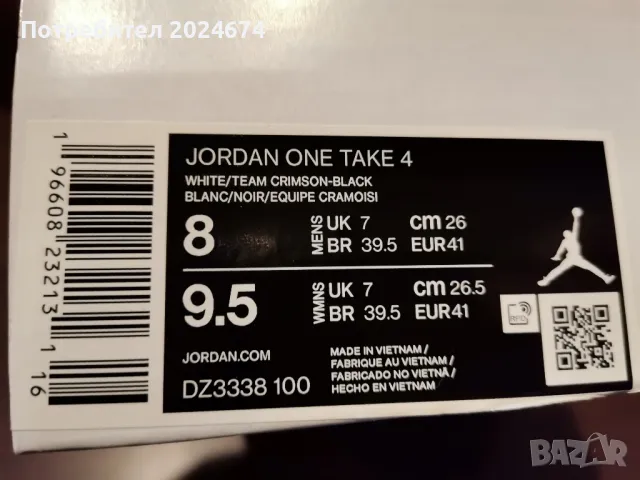 Потребител 2024674
1 96608 23213 1 16
JORDAN ONE TAKE 4
WHITE/TEAM CRIMSON-BLACK
BLANC/NOIR/EQUIPE CRAMOISI
8 MENS UK 7 cm 26
BR 39.5 EUR41
9.5 WMNS UK 7 cm 26.5
BR 39.5 EUR41
JORDAN.COM
DZ3338 100
MADE IN VIETNAM /
FABRIQUE AU VIETNAM /
FABRICADO NO VIETNÃ /
HECHO EN VIETNAM
RFID
BAZAR